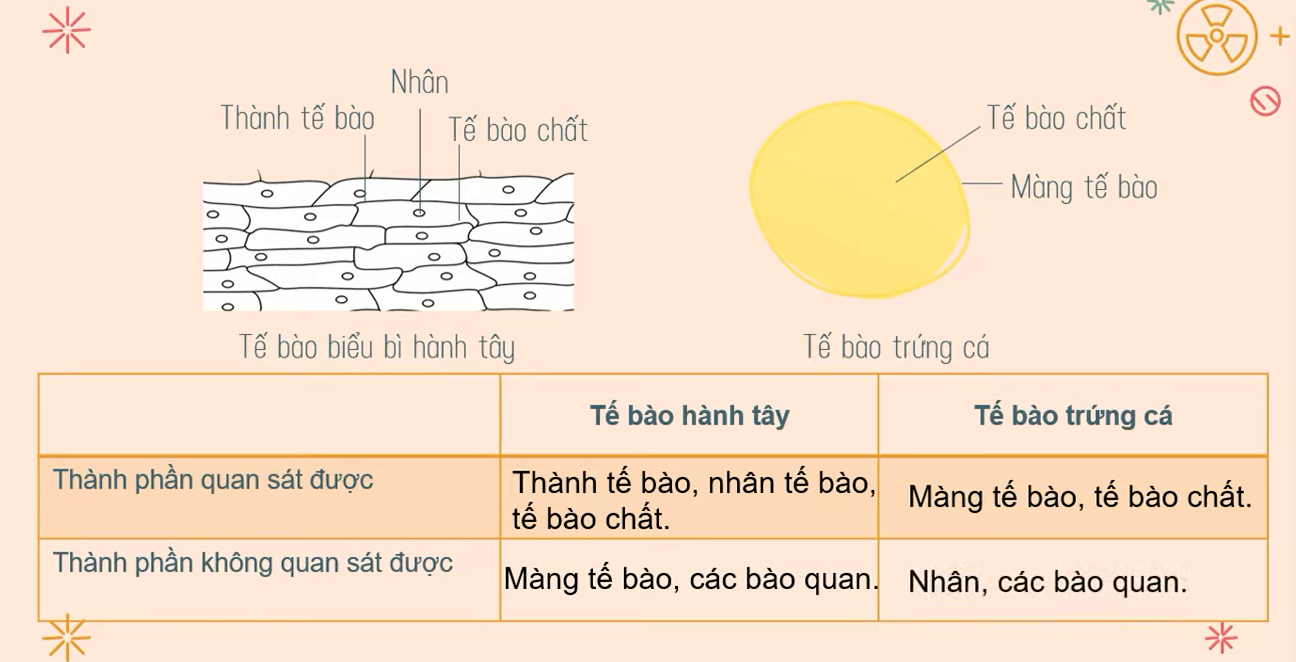 Nhân
Thành tế bào
Tế bào chất
Tế bào chất
Màng tế bào
Tế bào biểu bì hành tây
Tế bào trứng cá
Tế bào hành tây
Tế bào trứng cá
Thành phần quan sát được
Thành tế bào, nhân tế bào,
tế bào chất.
Màng tế bào, tế bào chất.
Thành phần không quan sát được
Màng tế bào, các bào quan.
Nhân, các bào quan.